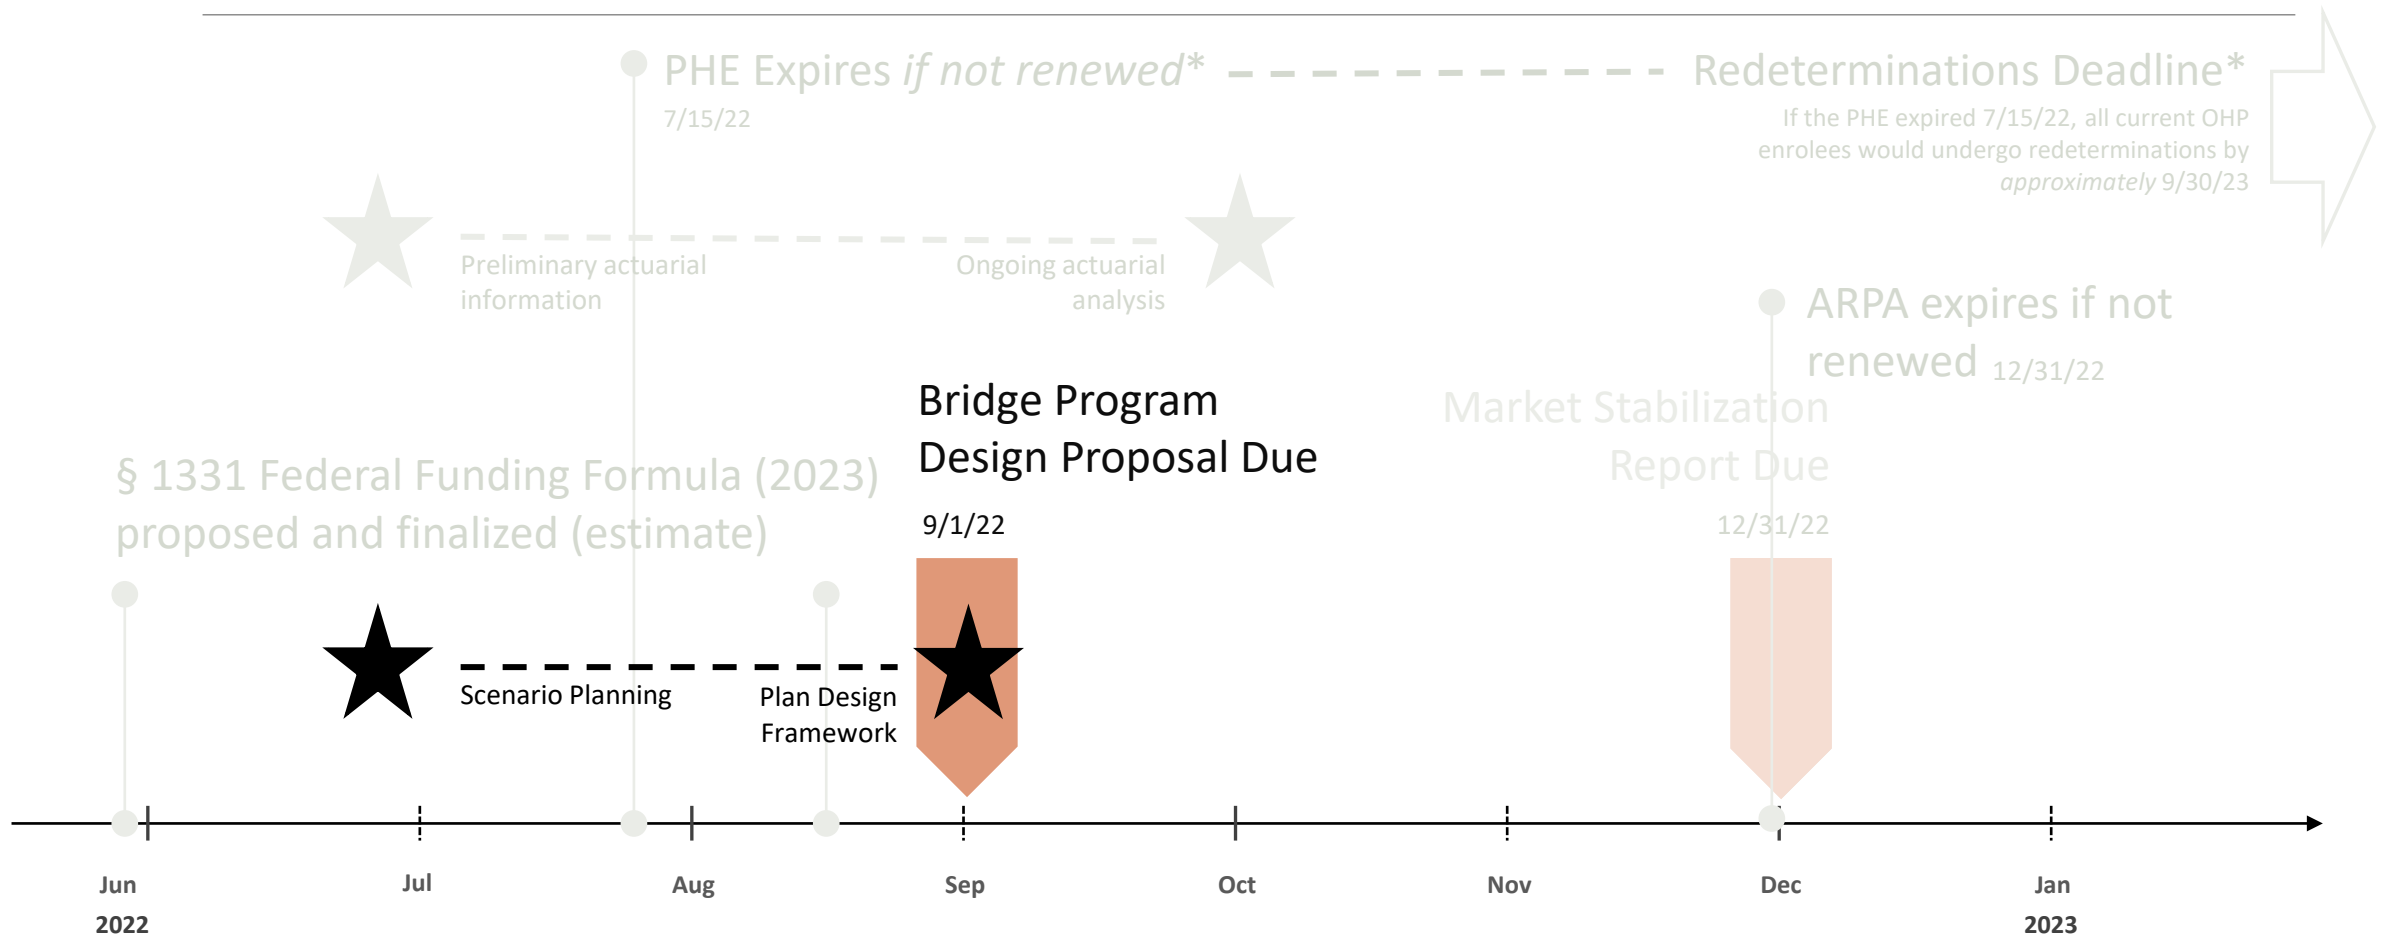 PHE Expires if not renewed*
7/15/22
Redeterminations Deadline*
If the PHE expired 7/15/22, all current OHP
enrolees would undergo redeterminations by
approximately 9/30/23
Preliminary actuarial
information
Ongoing actuarial
analysis
ARPA expires if not
renewed 12/31/22
Bridge Program
Design Proposal Due
9/1/22
Market Stabilization
Report Due
12/31/22
§ 1331 Federal Funding Formula (2023)
proposed and finalized (estimate)
Scenario Planning
Plan Design
Framework
Jun
2022
Jul
Aug
Sep
Oct
Nov
Dec
Jan
2023